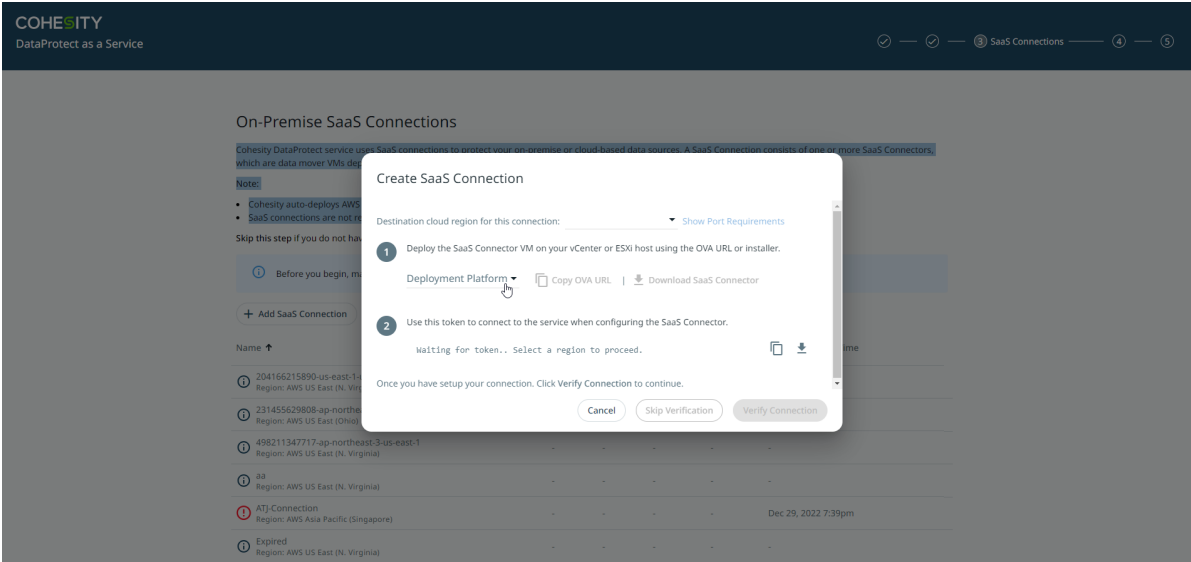 COHESITY
DataProtect as a Service
3 SaaS Connections
4
5
On-Premise SaaS Connections
Cohesity DataProtect service uses SaaS connections to protect your on-premise or cloud-based data sources. A SaaS Connection consists of one or more SaaS Connectors,
which are data mover VMs dep
Note:
Cohesity auto-deploys AWS
SaaS connections are not re
Skip this step if you do not hav
Before you begin, ma
Add SaaS Connection
Name
ime
Create SaaS Connection
Destination cloud region for this connection:
Show Port Requirements
1 Deploy the SaaS Connector VM on your vCenter or ESXi host using the OVA URL or installer.
Deployment Platform
Copy OVA URL | Download SaaS Connector
2 Use this token to connect to the service when configuring the SaaS Connector.
Waiting for token.. Select a region to proceed.
Once you have setup your connection. Click Verify Connection to continue.
Cancel
Skip Verification
Verify Connection
204166215890-us-east-1-
Region: AWS US East (N. Virg
231455629808-ap-northea
Region: AWS US East (Ohio)
498211347717-ap-northeast-3-us-east-1
Region: AWS US East (N. Virginia)
- - - - -
aa
Region: AWS US East (N. Virginia)
- - - - -
ATJ-Connection
Region: AWS Asia Pacific (Singapore)
- - - - Dec 29, 2022 7:39pm
Expired
Region: AWS US East (N. Virginia)
- - - - -